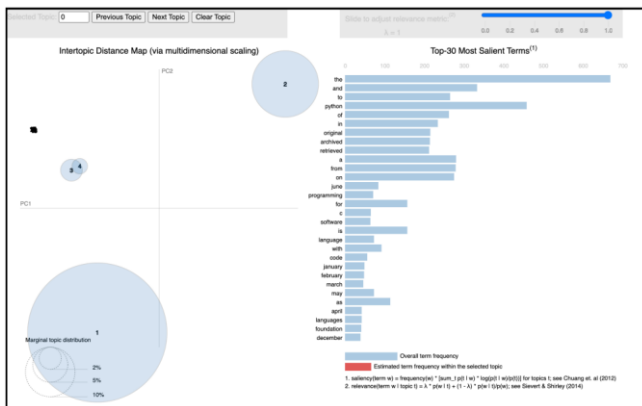 Selected Topic: 0 Previous Topic Next Topic Clear Topic
Slide to adjust relevance metric:(2)
λ = 1
0.0 0.2 0.4 0.6 0.8 1.0
Intertopic Distance Map (via multidimensional scaling)
PC2
PC1
2
3
4
1
Marginal topic distribution
2%
5%
10%
Top-30 Most Salient Terms(1)
0 100 200 300 400 500 600 700
the
and
to
python
of
in
original
archived
retrieved
a
from
on
june
programming
for
c
software
is
language
with
code
january
february
march
may
as
april
languages
foundation
december
Overall term frequency
Estimated term frequency within the selected topic
1. saliency(term w) = frequency(w) * [sum_t p(t | w) * log(p(t | w)/p(t))] for topics t; see Chuang et. al (2012)
2. relevance(term w | topic t) = λ * p(w | t) + (1 - λ) * p(w | t)/p(w); see Sievert & Shirley (2014)